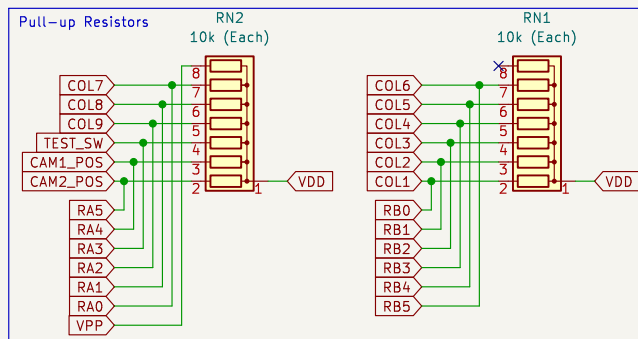 Pull-up Resistors
RN2
10k (Each)
8
7
6
5
4
3
2
1
COL7
COL8
COL9
TEST_SW
CAM1_POS
CAM2_POS
VDD
RA5
RA4
RA3
RA2
RA1
RA0
VPP
RN1
10k (Each)
8
7
6
5
4
3
2
1
COL6
COL5
COL4
COL3
COL2
COL1
VDD
RB0
RB1
RB2
RB3
RB4
RB5